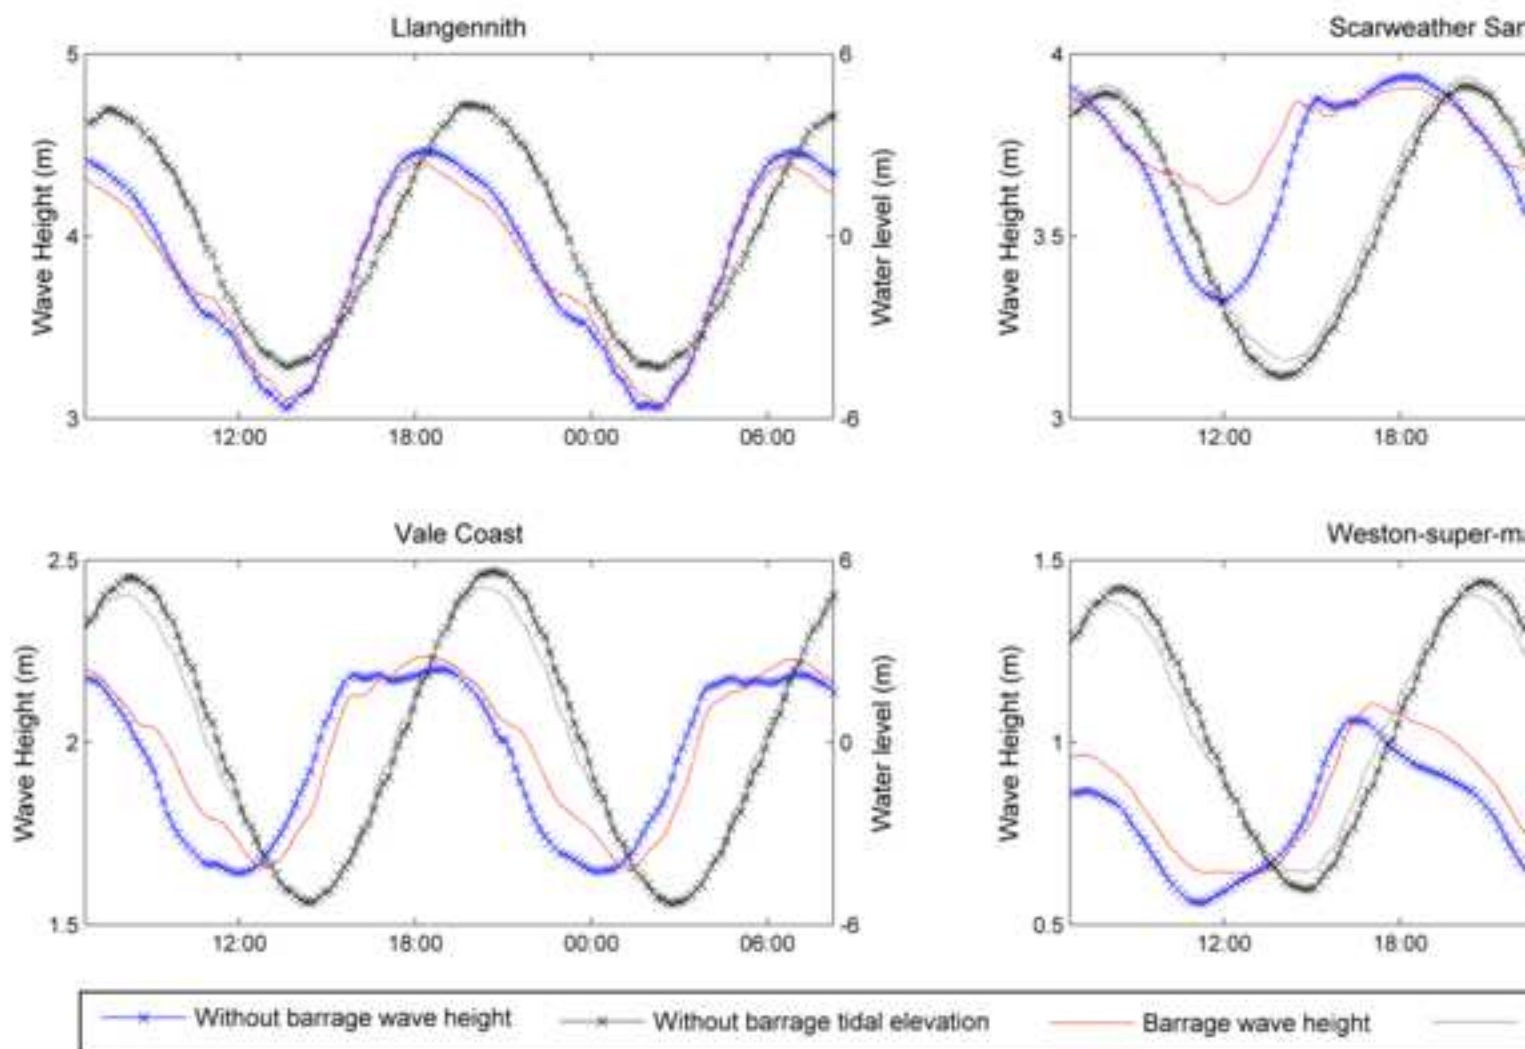 Llangennith
5
4
3
Wave Height (m)
6
0
-6
Water level (m)
12:00
18:00
00:00
06:00
Scarweather San
4
3.5
3
Wave Height (m)
12:00
18:00
Vale Coast
2.5
2
1.5
Wave Height (m)
6
0
-6
Water level (m)
12:00
18:00
00:00
06:00
Weston-super-ma
1.5
1
0.5
Wave Height (m)
12:00
18:00
Without barrage wave height
Without barrage tidal elevation
Barrage wave height